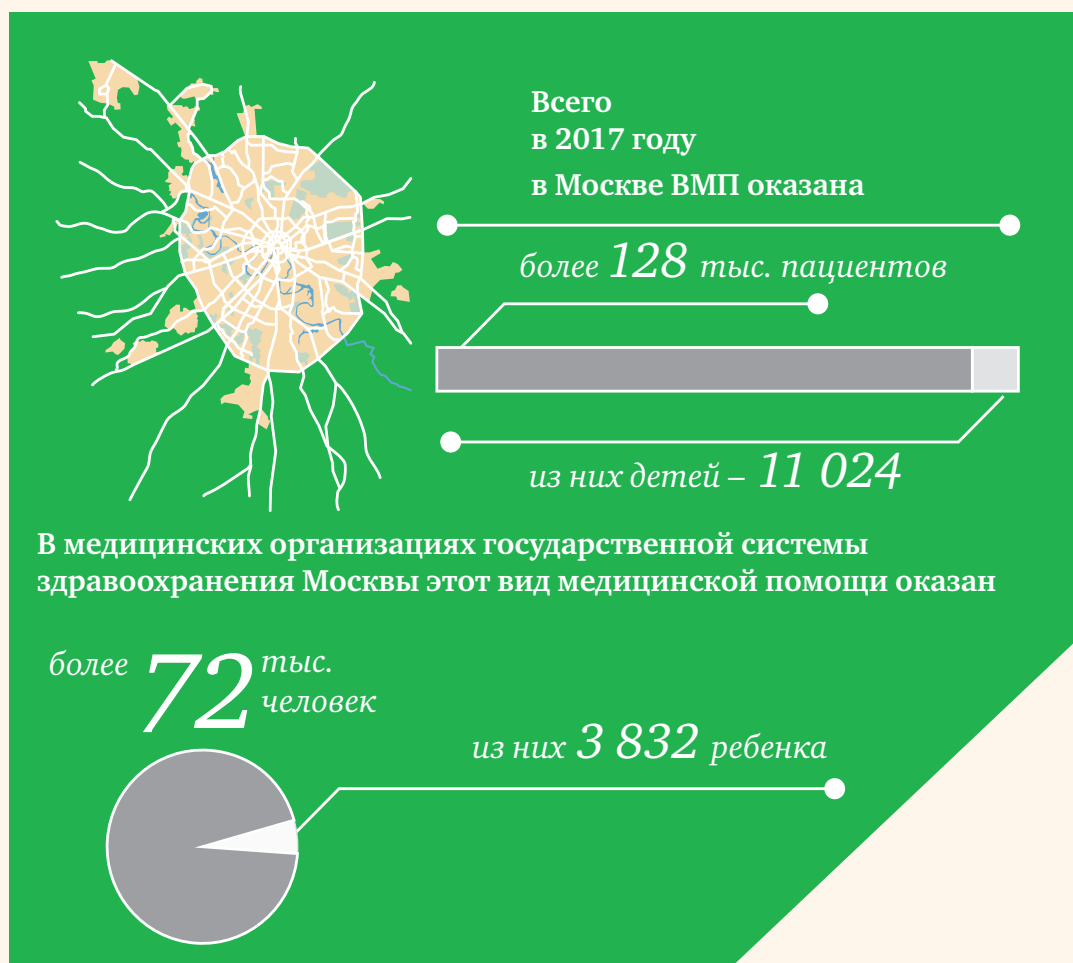 Всего
в 2017 году
в Москве ВМП оказана
более 128 тыс. пациентов
из них детей – 11 024
В медицинских организациях государственной системы
здравоохранения Москвы этот вид медицинской помощи оказан
более 72 тыс.
человек
из них 3 832 ребенка